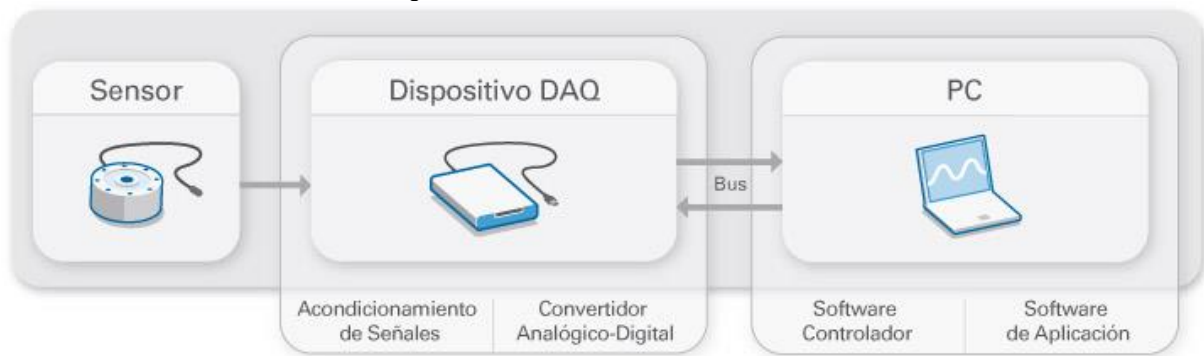 Sensor
Dispositivo DAQ
PC
Bus
Acondicionamiento
de Señales
Convertidor
Analógico-Digital
Software
Controlador
Software
de Aplicación